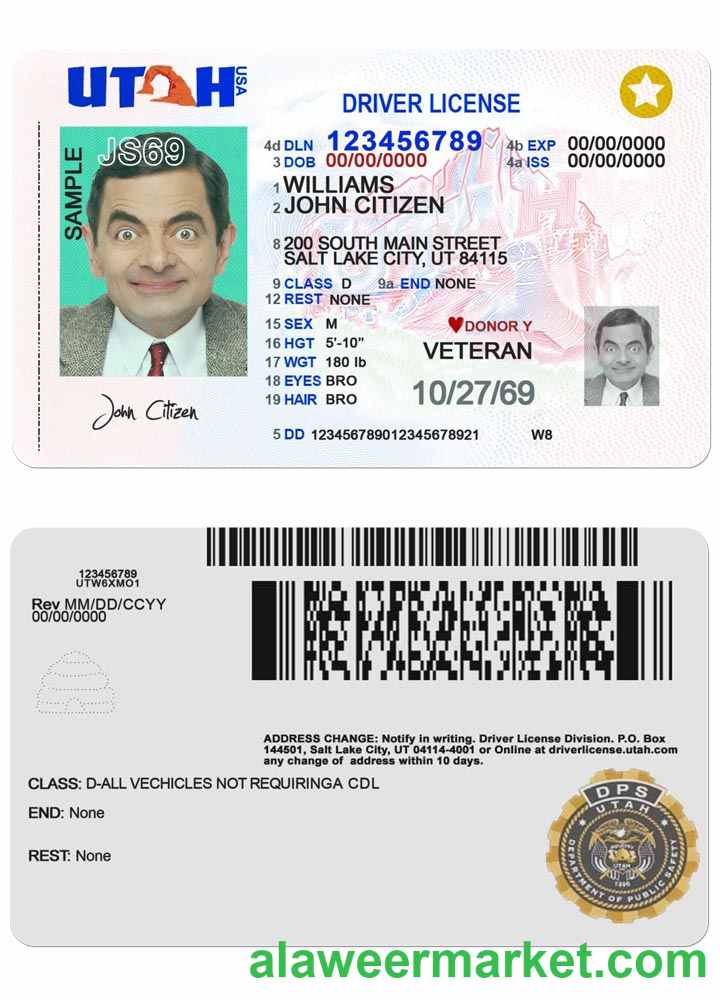 UTAH USA
DRIVER LICENSE
SAMPLE
JS69
4d DLN 123456789 4b EXP 00/00/0000
3 DOB 00/00/0000 4a ISS 00/00/0000
1 WILLIAMS
2 JOHN CITIZEN
8 200 SOUTH MAIN STREET
SALT LAKE CITY, UT 84115
9 CLASS D 9a END NONE
12 REST NONE
15 SEX M
DONOR Y
16 HGT 5'-10"
VETERAN
17 WGT 180 lb
18 EYES BRO
10/27/69
19 HAIR BRO
John Citizen
5 DD 123456789012345678921 W8
123456789
UTW6XMO1
Rev MM/DD/CCYY
00/00/0000
ADDRESS CHANGE: Notify in writing. Driver License Division. P.O. Box
144501, Salt Lake City, UT 04114-4001 or Online at driverlicense.utah.com
any change of address within 10 days.
CLASS: D-ALL VECHICLES NOT REQUIRINGA CDL
END: None
REST: None
DPS
UTAH
INDUSTRY
UTAH
1896
DEPARTMENT OF PUBLIC SAFETY
alaweermarket.com